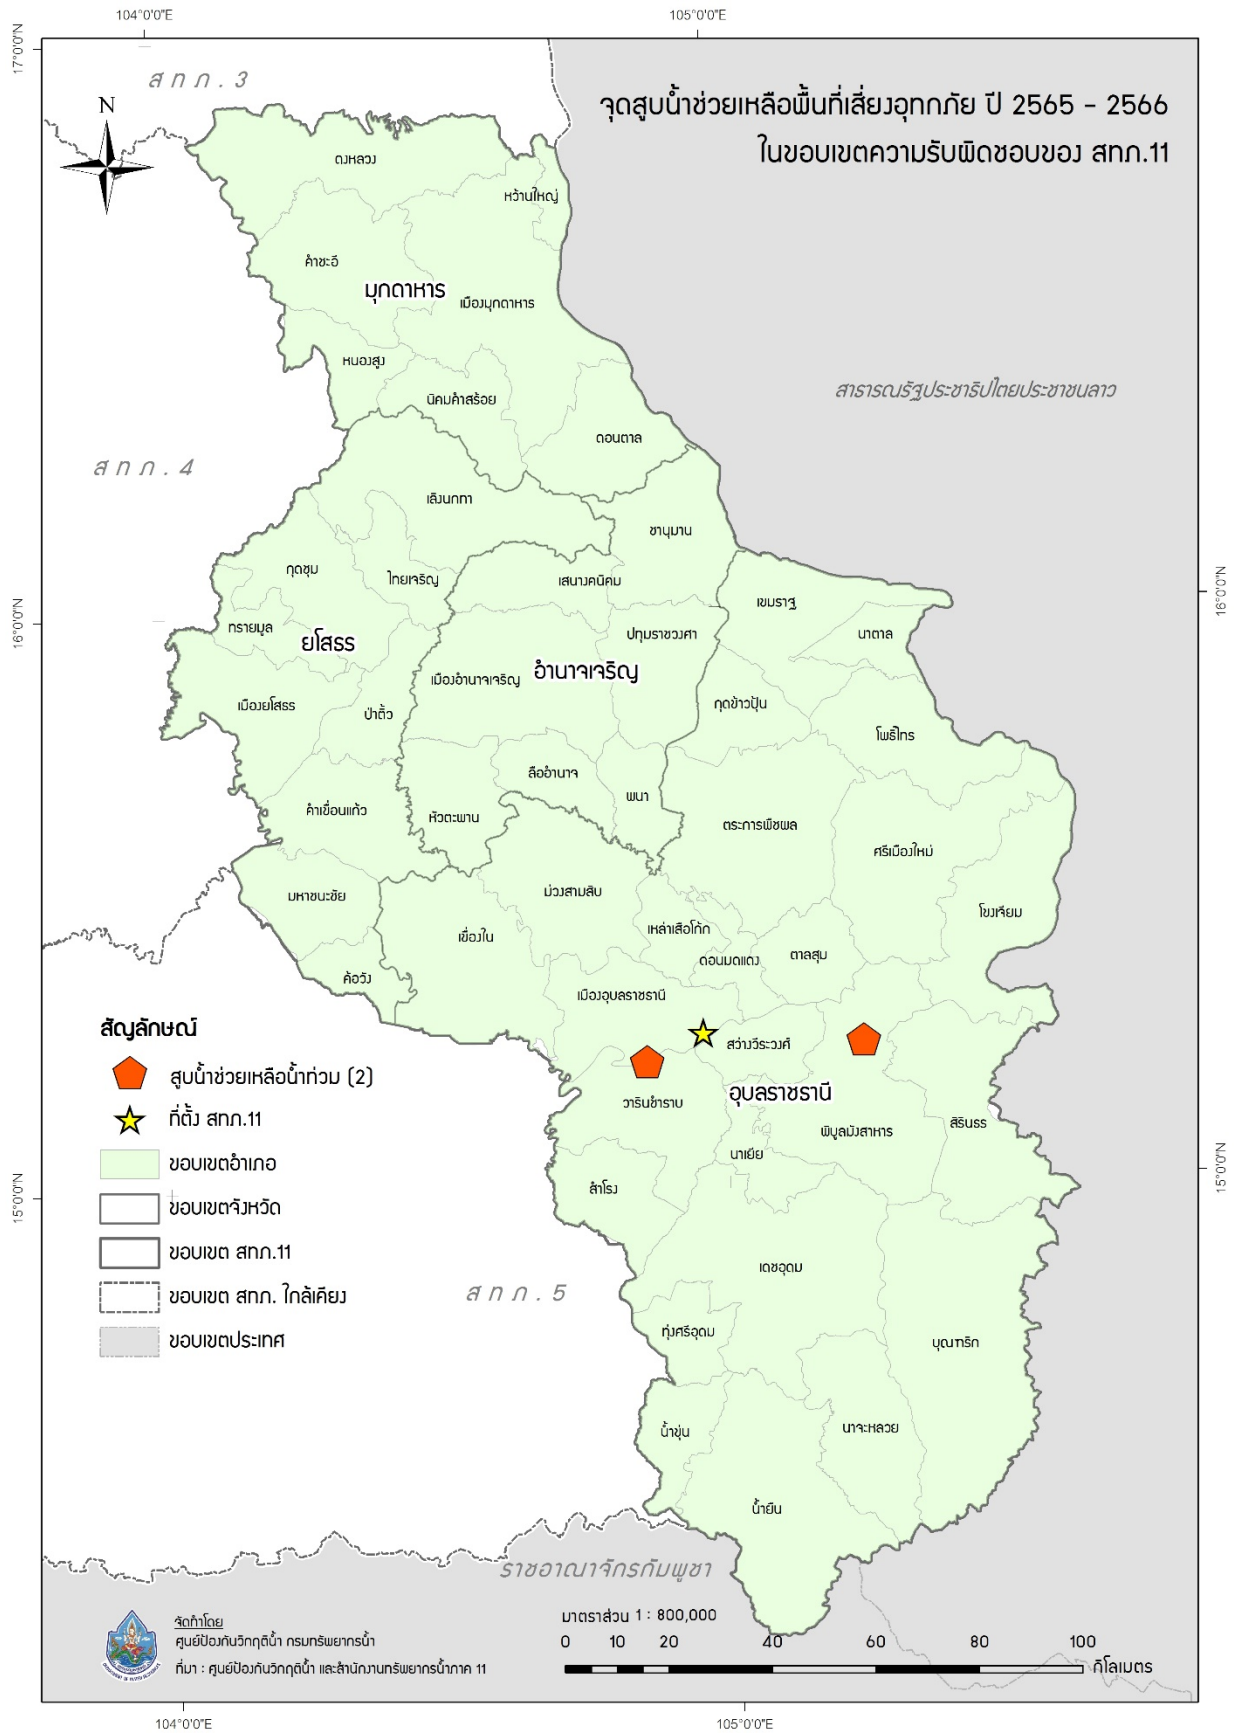 104°0'0"E
105°0'0"E
17°0'0"N
สทภ.3
จุดสูบน้ำช่วยเหลือพื้นที่เสี่ยงอุทกภัย ปี 2565 - 2566
ในขอบเขตความรับผิดชอบของ สทภ.11
N
ดงหลวง
หว้านใหญ่
คำชะอี
มุกดาหาร
เมืองมุกดาหาร
หนองสูง
นิคมคำสร้อย
สาธารณรัฐประชาธิปไตยประชาชนลาว
ดอนตาล
สทภ.4
เลิงนกทา
ชานุมาน
กุดชุม
ไทยเจริญ
เสนางคนิคม
16°0'0"N
16°0'0"N
เขมราฐ
ทรายมูล
ยโสธร
ปทุมราชวงศา
นาตาล
เมืองอำนาจเจริญ
อำนาจเจริญ
เมืองยโสธร
ป่าติ้ว
กุดข้าวปุ้น
โพธิ์ไทร
ลืออำนาจ
พนา
คำเขื่อนแก้ว
หัวตะพาน
ตระการพืชผล
ศรีเมืองใหม่
มหาชนะชัย
ม่วงสามสิบ
โขงเจียม
เขื่องใน
เหล่าเสือโก้ก
ดอนมดแดง
ตาลสุม
ค้อวัง
เมืองอุบลราชธานี
สว่างวีระวงศ์
อุบลราชธานี
วารินชำราบ
พิบูลมังสาหาร
สิรินธร
นาเยีย
สำโรง
15°0'0"N
15°0'0"N
สัญลักษณ์
สูบน้ำช่วยเหลือน้ำท่วม (2)
ที่ตั้ง สทภ.11
ขอบเขตอำเภอ
ขอบเขตจังหวัด
ขอบเขต สทภ.11
ขอบเขต สทภ. ใกล้เคียง
ขอบเขตประเทศ
เดชอุดม
สทภ.5
ทุ่งศรีอุดม
บุณฑริก
น้ำขุ่น
นาจะหลวย
น้ำยืน
ราชอาณาจักรกัมพูชา
จัดทำโดย
ศูนย์ป้องกันวิกฤติน้ำ กรมทรัพยากรน้ำ
ที่มา : ศูนย์ป้องกันวิกฤติน้ำ และสำนักงานทรัพยากรน้ำภาค 11
มาตราส่วน 1 : 800,000
0 10 20 40 60 80 100
กิโลเมตร
104°0'0"E
105°0'0"E